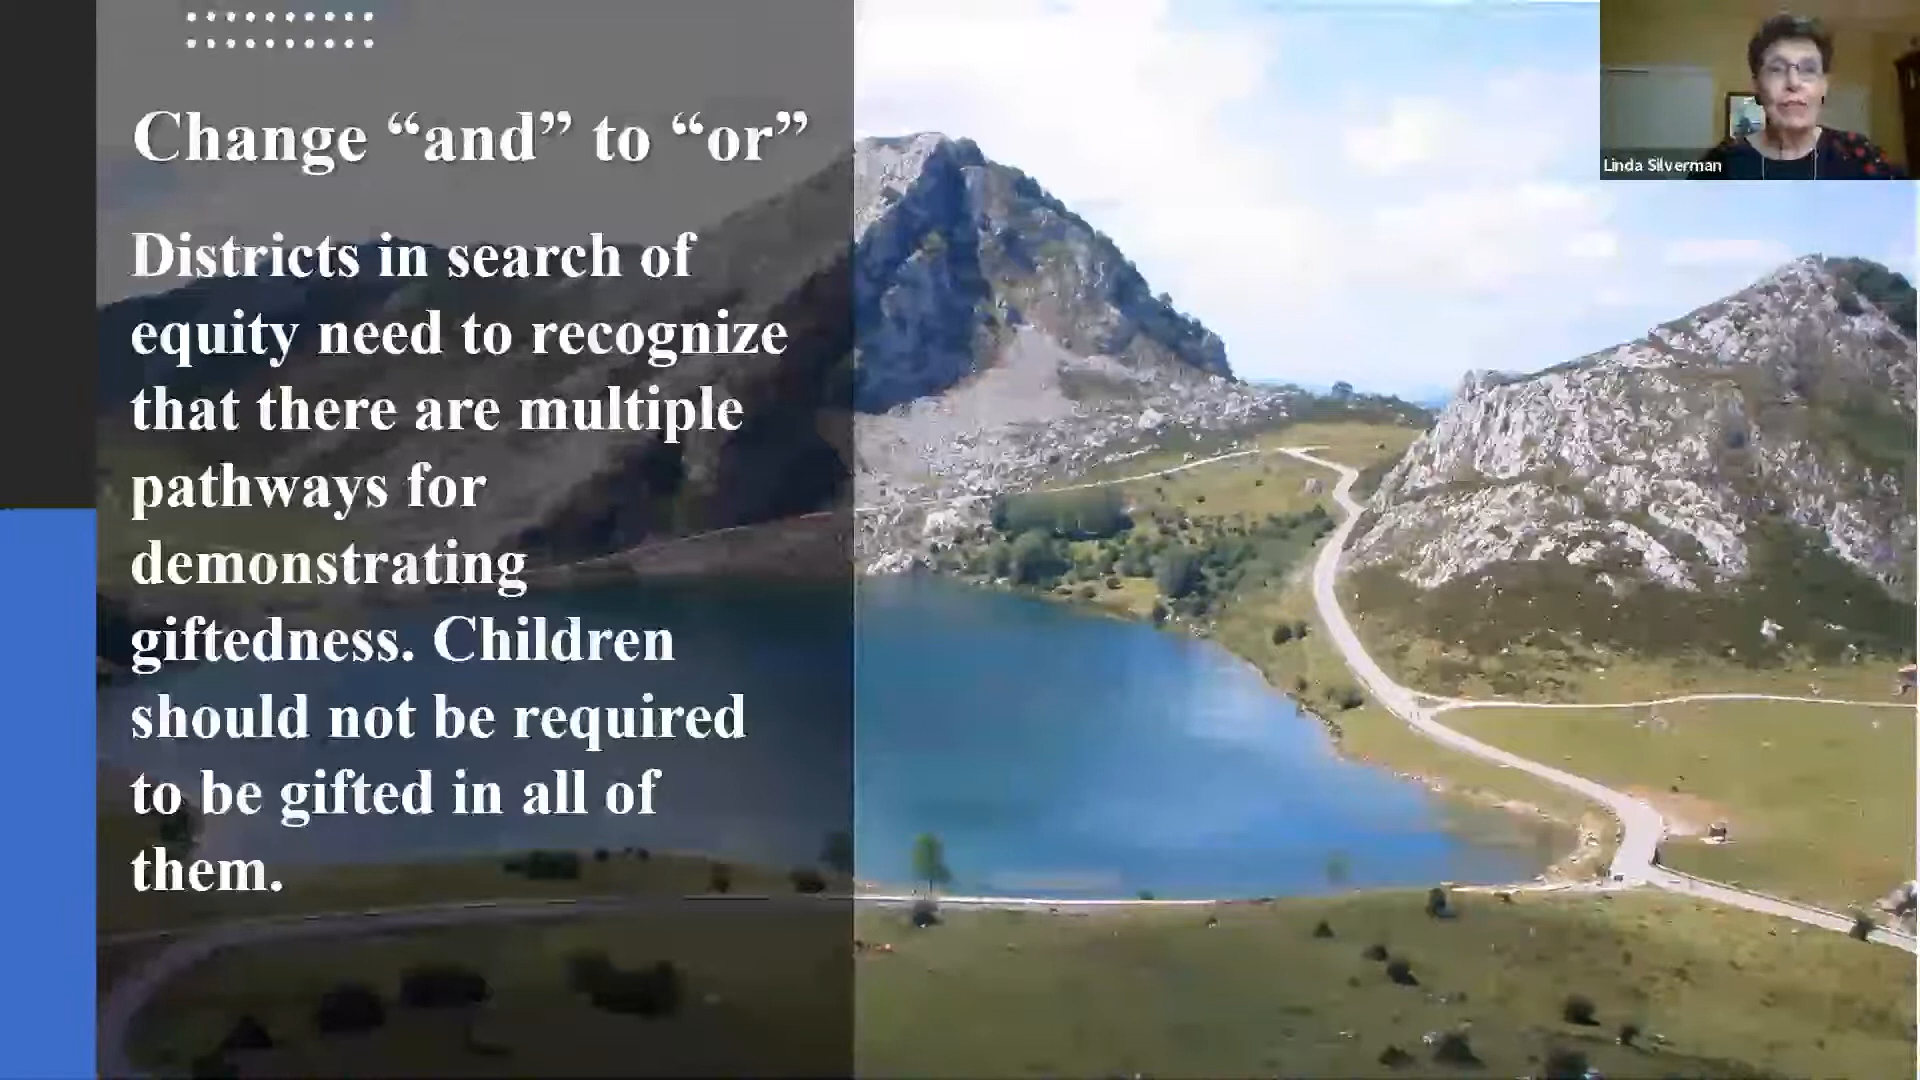 Change “and” to “or”
Districts in search of
equity need to recognize
that there are multiple
pathways for
demonstrating
giftedness. Children
should not be required
to be gifted in all of
them.
Linda Silverman